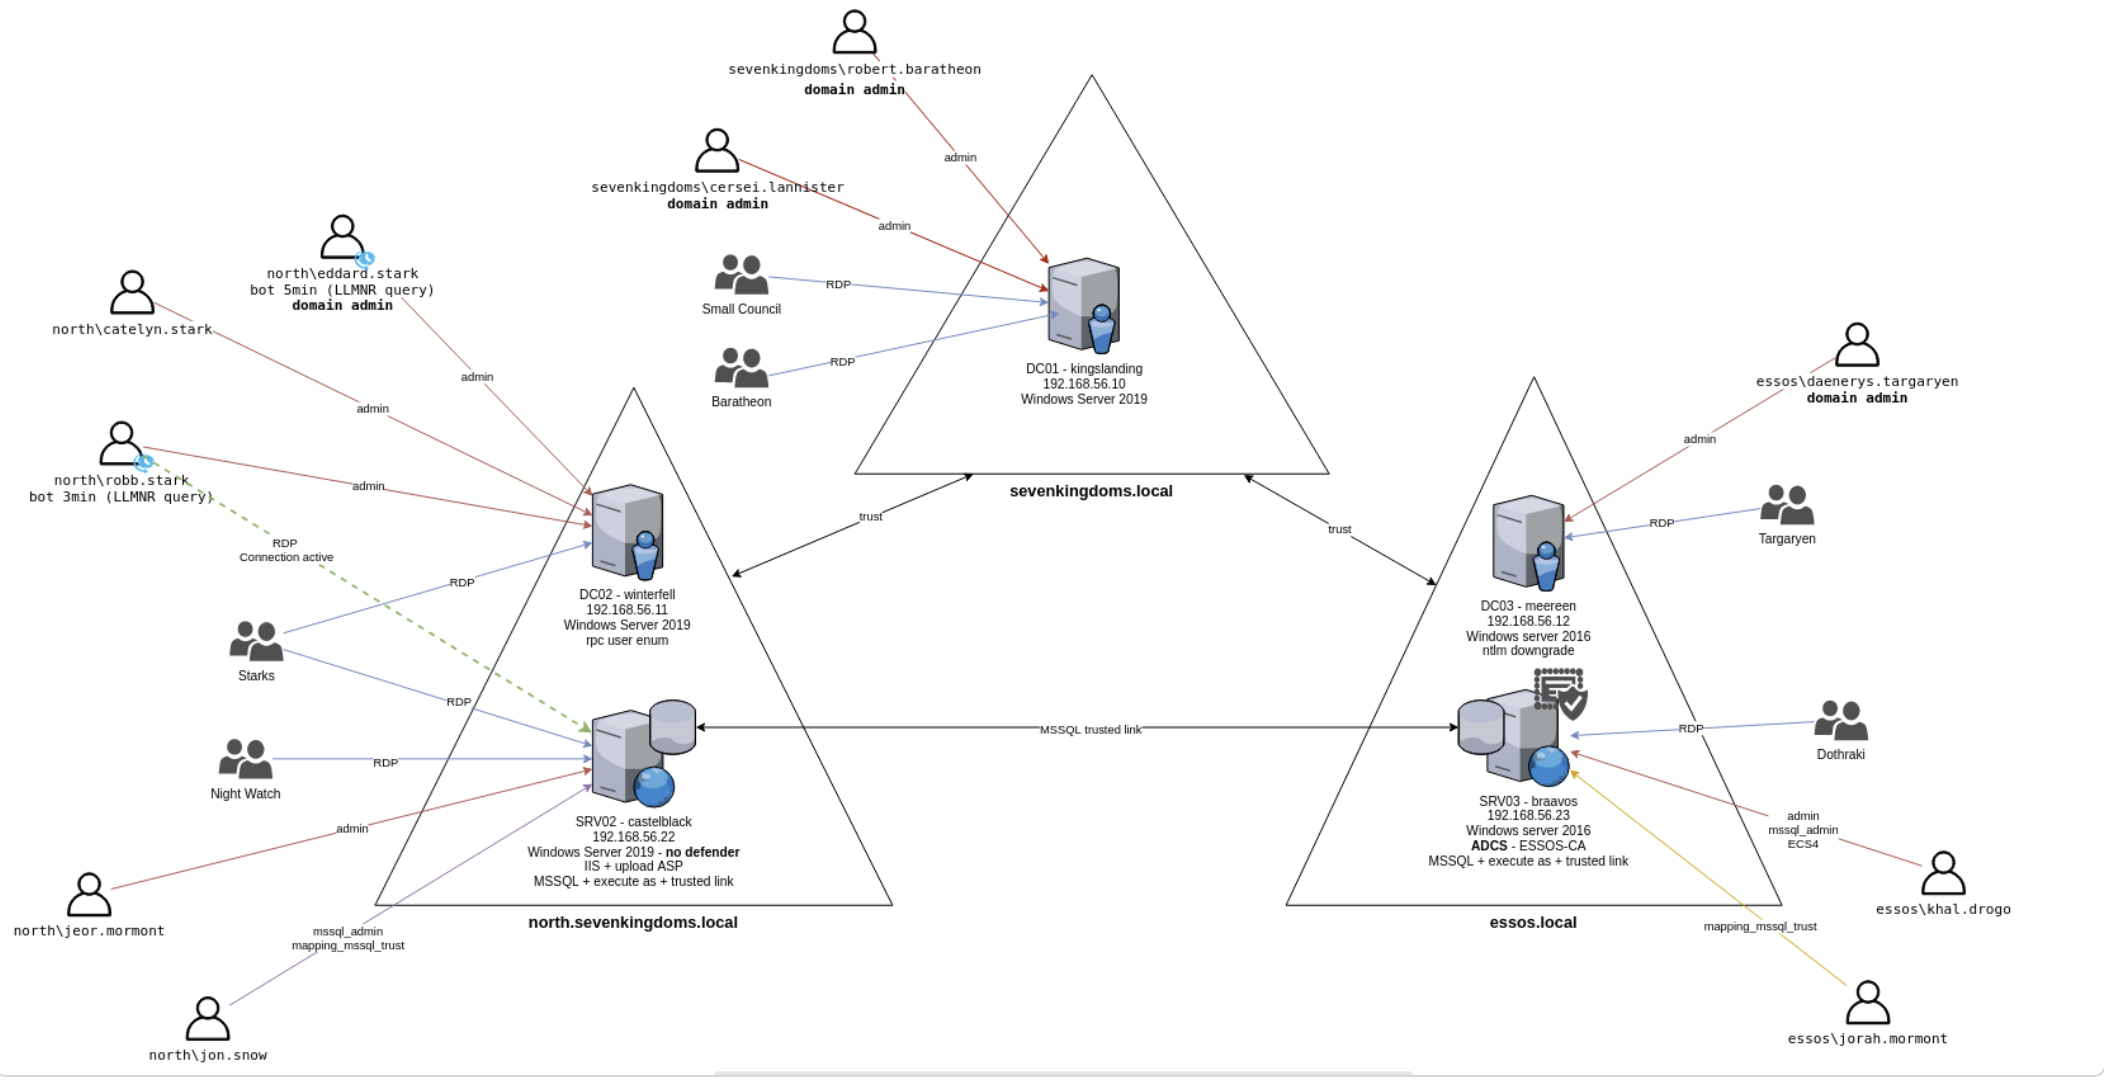 sevenkingdoms\robert.baratheon
domain admin
admin
sevenkingdoms\cersei.lannister
domain admin
admin
Small Council
RDP
Baratheon
RDP
DC01 - kingslanding
192.168.56.10
Windows Server 2019
sevenkingdoms.local
trust
trust
north\eddard.stark
bot 5min (LLMNR query)
domain admin
admin
north\catelyn.stark
admin
north\robb.stark
bot 3min (LLMNR query)
admin
RDP
Connection active
RDP
Starks
RDP
Night Watch
RDP
admin
north\jeor.mormont
mssql_admin
mapping_mssql_trust
north\jon.snow
DC02 - winterfell
192.168.56.11
Windows Server 2019
rpc user enum
SRV02 - castelblack
192.168.56.22
Windows Server 2019 - no defender
IIS + upload ASP
MSSQL + execute as + trusted link
north.sevenkingdoms.local
MSSQL trusted link
essos\daenerys.targaryen
domain admin
admin
RDP
Targaryen
DC03 - meereen
192.168.56.12
Windows server 2016
ntlm downgrade
RDP
Dothraki
SRV03 - braavos
192.168.56.23
Windows server 2016
ADCS - ESSOS-CA
MSSQL + execute as + trusted link
admin
mssql_admin
ECS4
essos\khal.drogo
mapping_mssql_trust
essos\jorah.mormont
essos.local